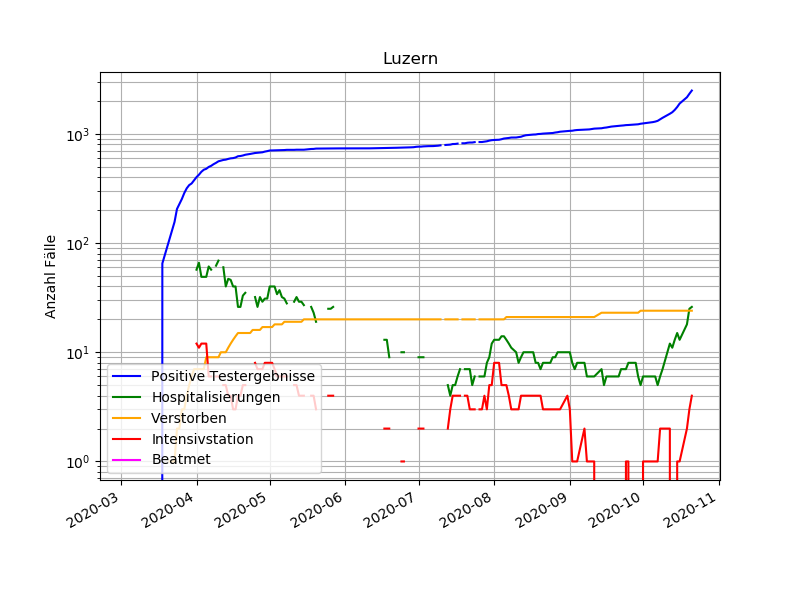 Luzern
Anzahl Fälle
10³
10²
10¹
10⁰
Positive Testergebnisse
Hospitalisierungen
Verstorben
Intensivstation
Beatmet
2020-03
2020-04
2020-05
2020-06
2020-07
2020-08
2020-09
2020-10
2020-11